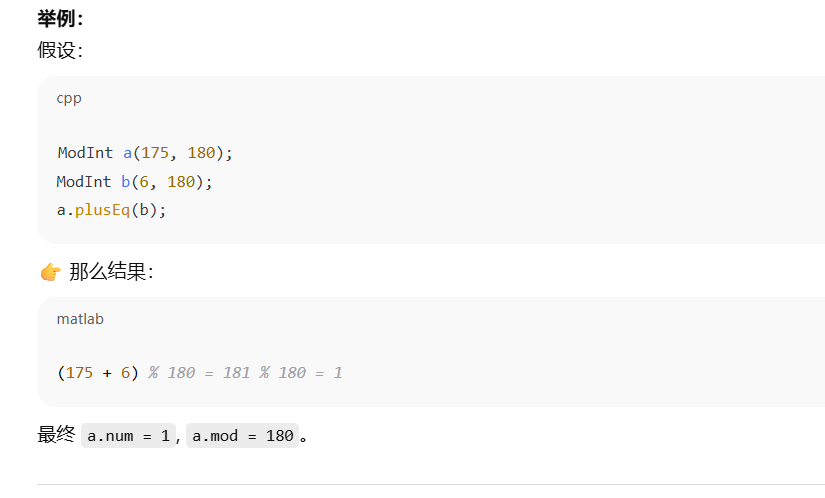 举例：
假设：
cpp
ModInt a(175, 180);
ModInt b(6, 180);
a.plusEq(b);
👉 那么结果：
matlab
(175 + 6) % 180 = 181 % 180 = 1
最终 a.num = 1, a.mod = 180。